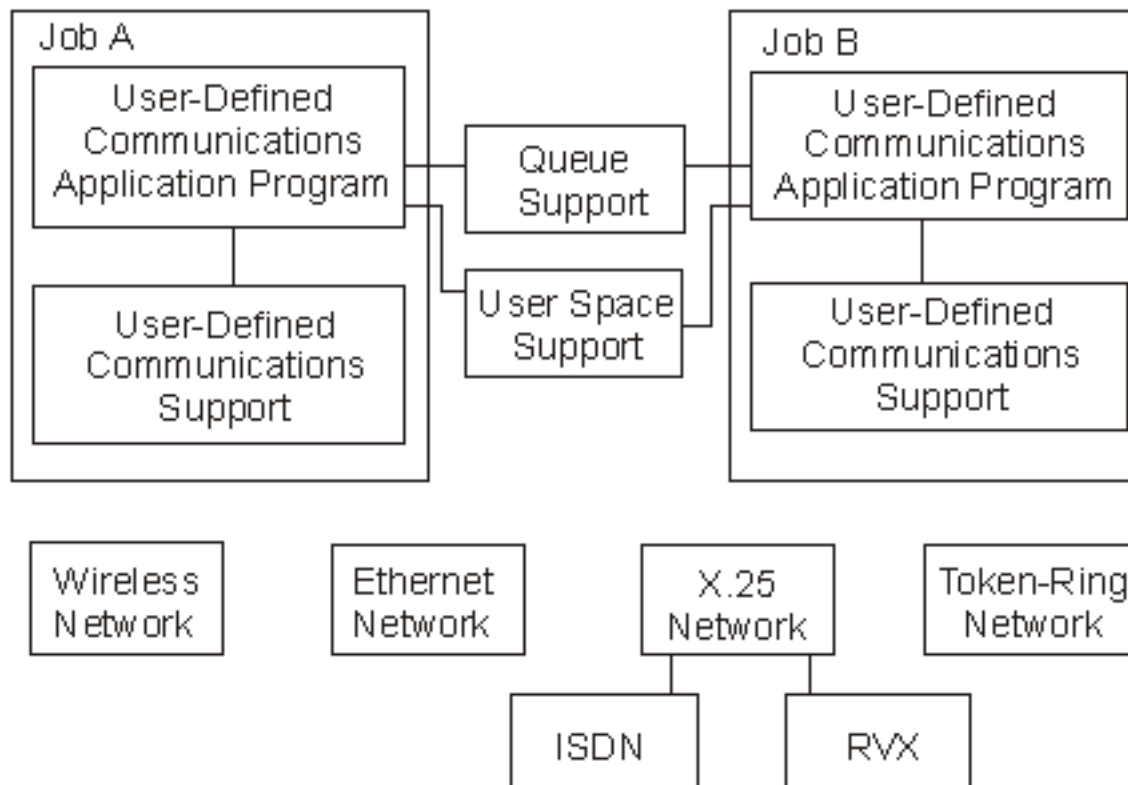 Job A
User-Defined
Communications
Application Program
User-Defined
Communications
Support
Queue
Support
User Space
Support
Job B
User-Defined
Communications
Application Program
User-Defined
Communications
Support
Wireless
Network
Ethernet
Network
X.25
Network
Token-Ring
Network
ISDN
RVX